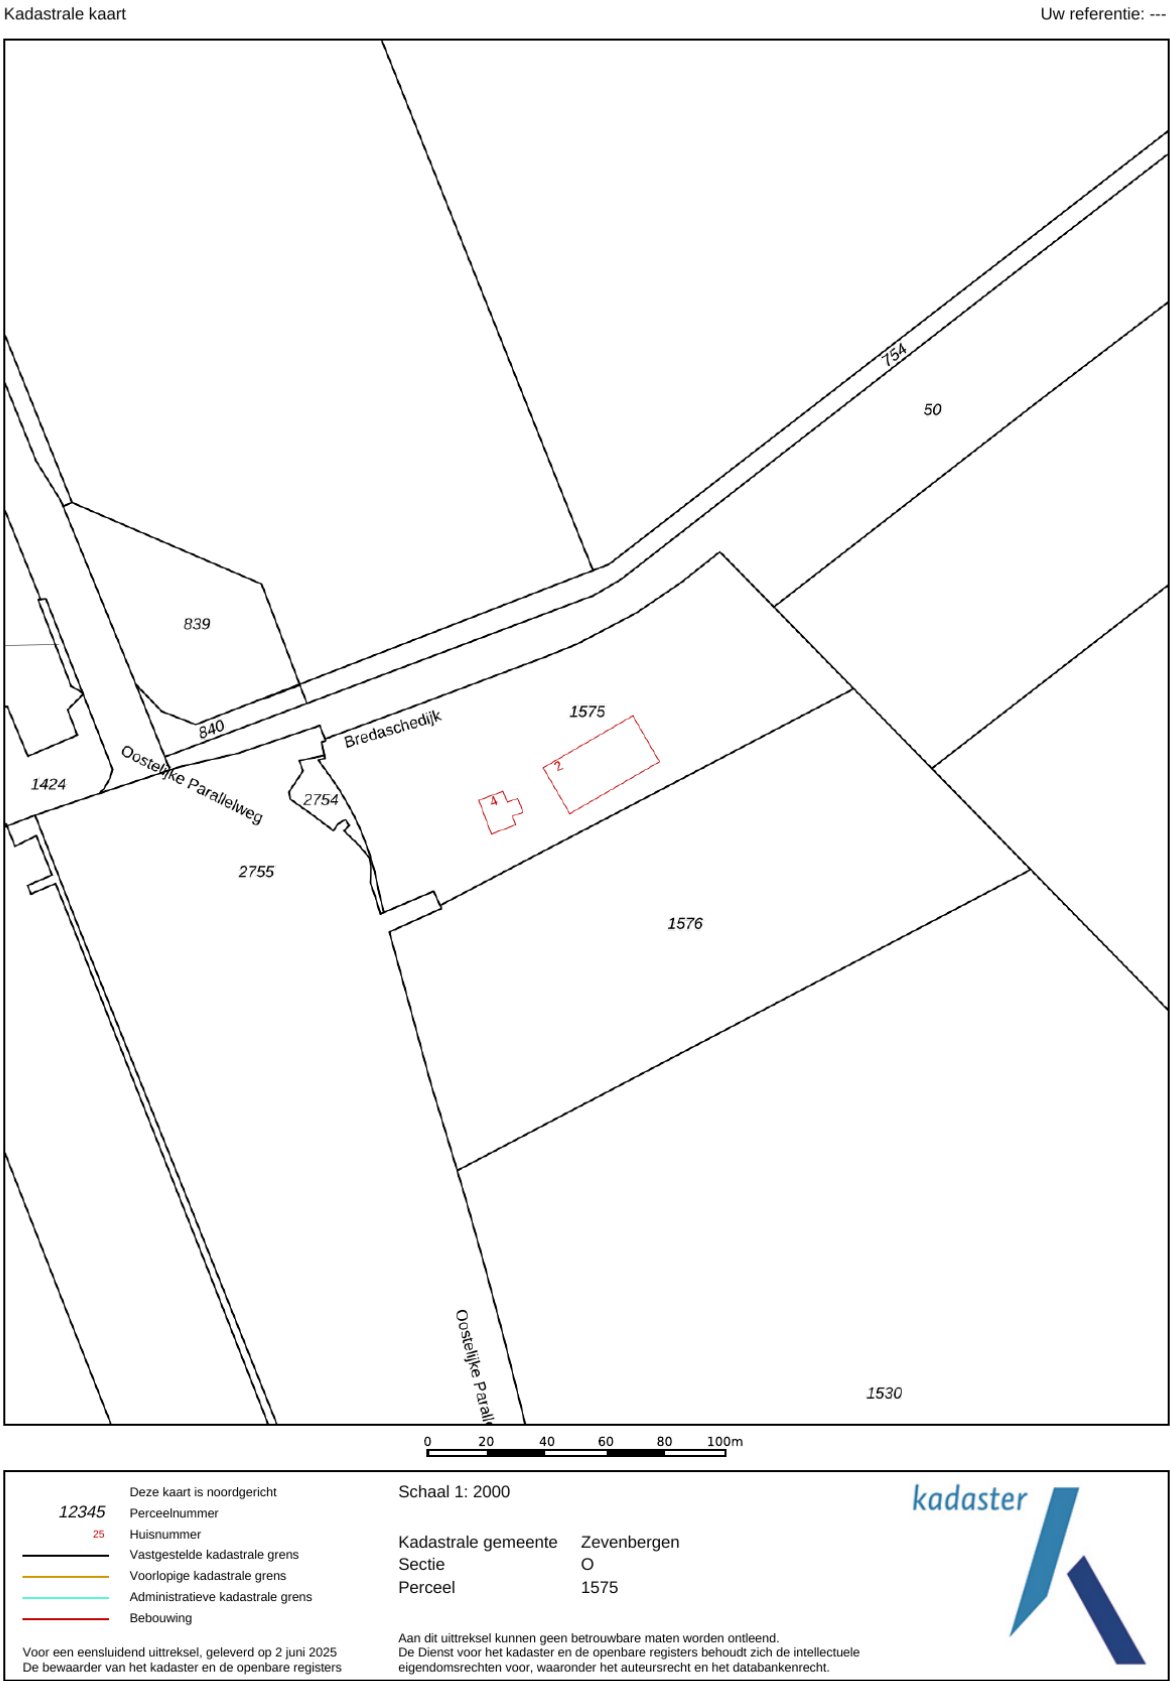 Kadastrale kaart
Uw referentie: ---
754
50
839
840
1575
Bredaschedijk
2
4
Oostelijke Parallelweg
1424
2754
2755
1576
Oostelijke Paralle
1530
0 20 40 60 80 100m
Deze kaart is noordgericht
12345 Perceelnummer
25 Huisnummer
Vastgestelde kadastrale grens
Voorlopige kadastrale grens
Administratieve kadastrale grens
Bebouwing
Voor een eensluidend uittreksel, geleverd op 2 juni 2025
De bewaarder van het kadaster en de openbare registers
Schaal 1: 2000
Kadastrale gemeente Zevenbergen
Sectie O
Perceel 1575
Aan dit uittreksel kunnen geen betrouwbare maten worden ontleend.
De Dienst voor het kadaster en de openbare registers behoudt zich de intellectuele
eigendomsrechten voor, waaronder het auteursrecht en het databankenrecht.
kadaster